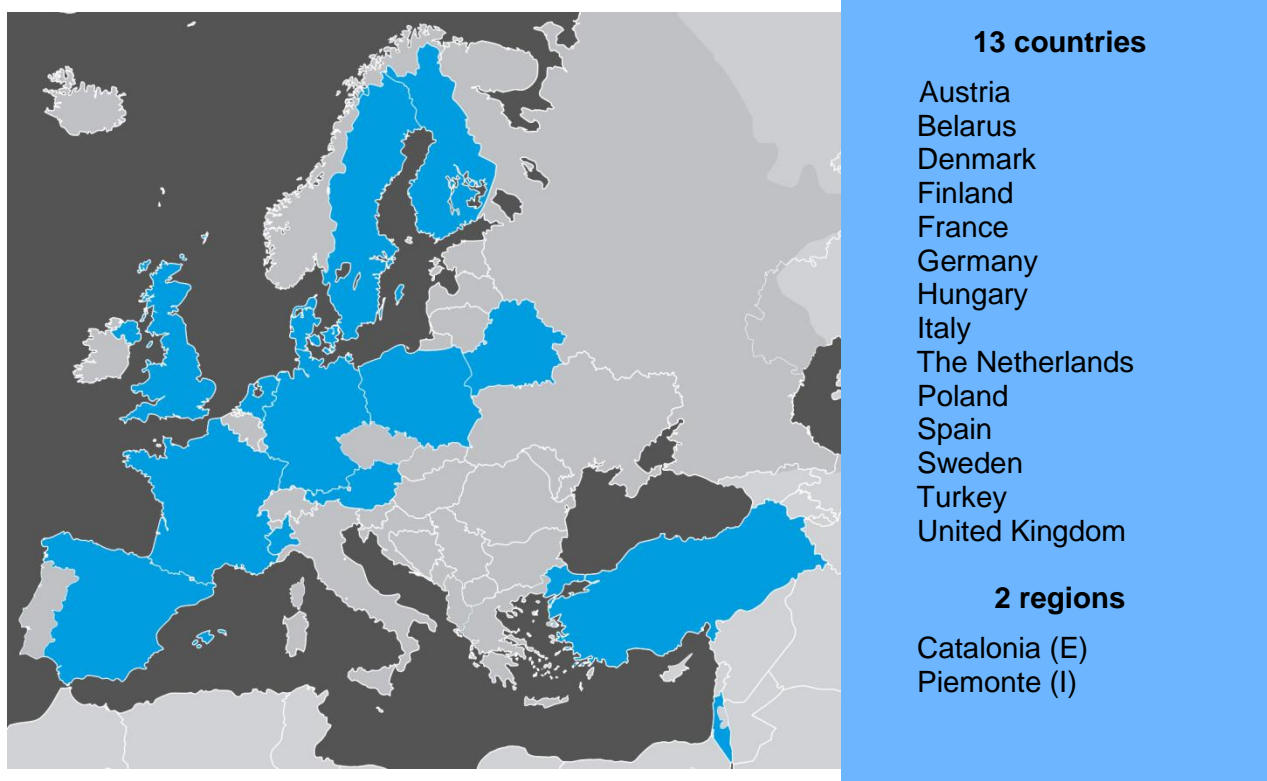 13 countries
Austria
Belarus
Denmark
Finland
France
Germany
Hungary
Italy
The Netherlands
Poland
Spain
Sweden
Turkey
United Kingdom
2 regions
Catalonia (E)
Piemonte (I)